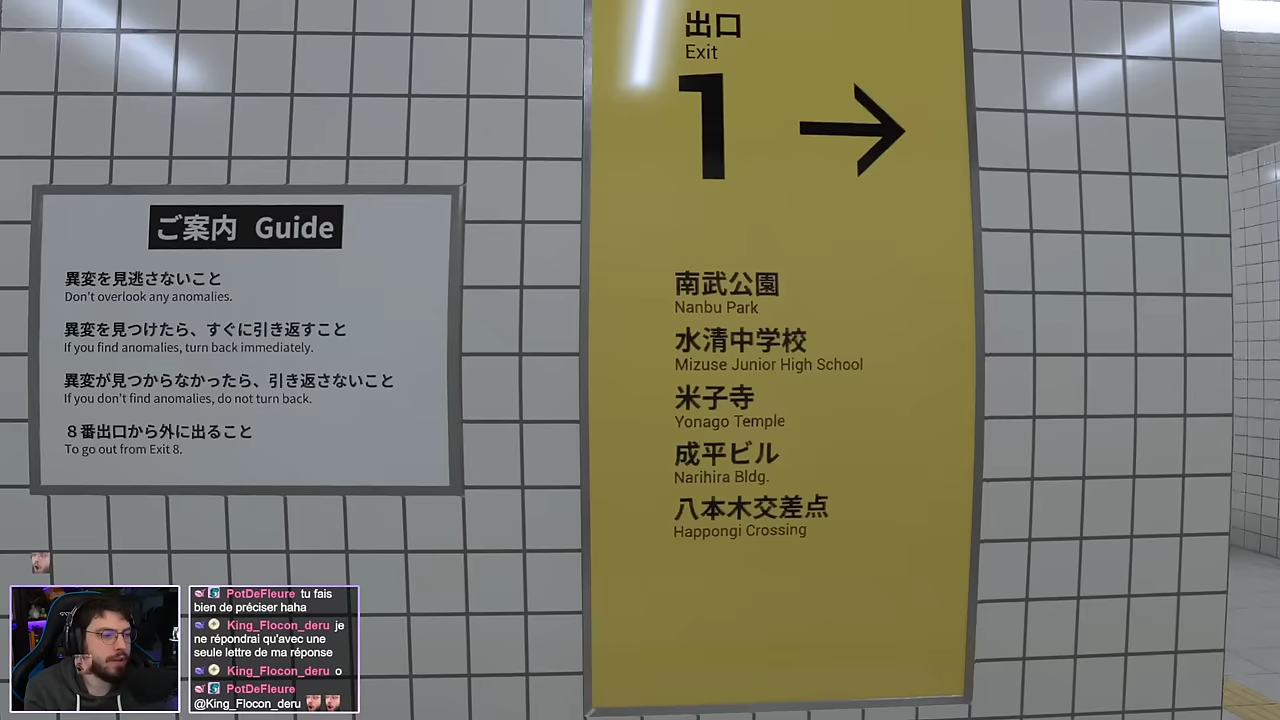 出口
Exit
1 →
ご案内 Guide
異変を見逃さないこと
Don't overlook any anomalies.
異変を見つけたら、すぐに引き返すこと
If you find anomalies, turn back immediately.
異変が見つからなかったら、引き返さないこと
If you don't find anomalies, do not turn back.
８番出口から外に出ること
To go out from Exit 8.
南武公園
Nanbu Park
水清中学校
Mizuse Junior High School
米子寺
Yonago Temple
成平ビル
Narihira Bldg.
八本木交差点
Happongi Crossing
PotDeFleure tu fais
bien de préciser haha
King_Flocon_deru je
ne répondrai qu'avec une
seule lettre de ma réponse
King_Flocon_deru o
PotDeFleure
@King_Flocon_deru